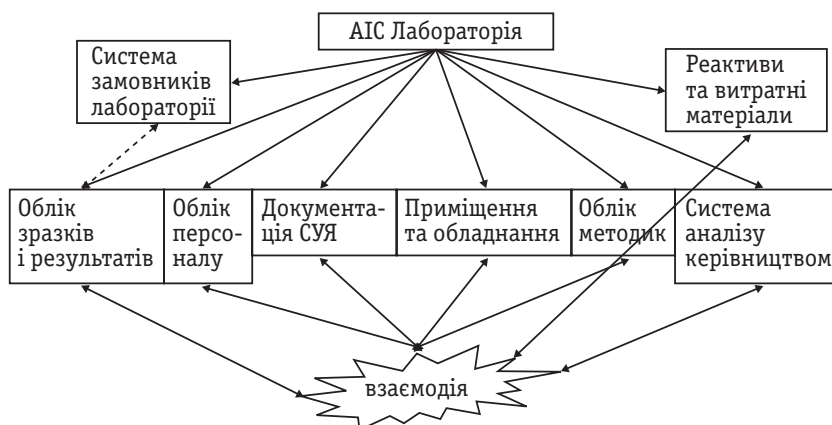 АІС Лабораторія
Система
замовників
лабораторії
Реактиви
та витратні
матеріали
Облік
зразків
і результатів
Облік
персо-
налу
Документа-
ція СУЯ
Приміщення
та обладнання
Облік
методик
Система
аналізу
керівництвом
взаємодія